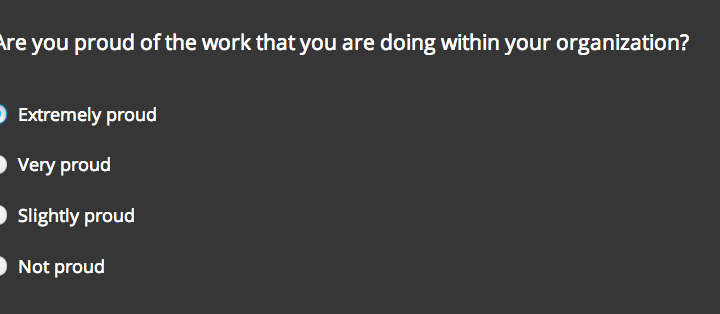 Are you proud of the work that you are doing within your organization?
Extremely proud
Very proud
Slightly proud
Not proud